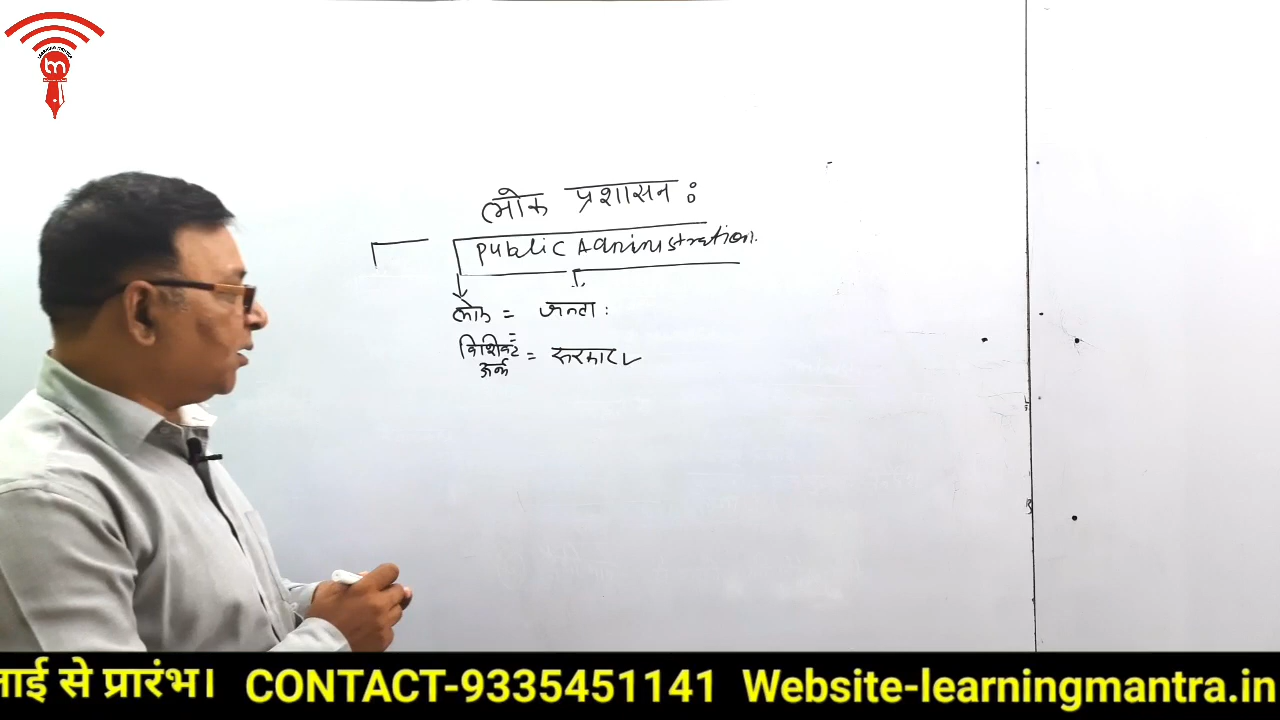 लोक प्रशासन :
Public Administration.
लोक = जनता :
विशिष्ट = सरकार
अर्थ
लाई से प्रारंभ। CONTACT-9335451141 Website-learningmantra.in